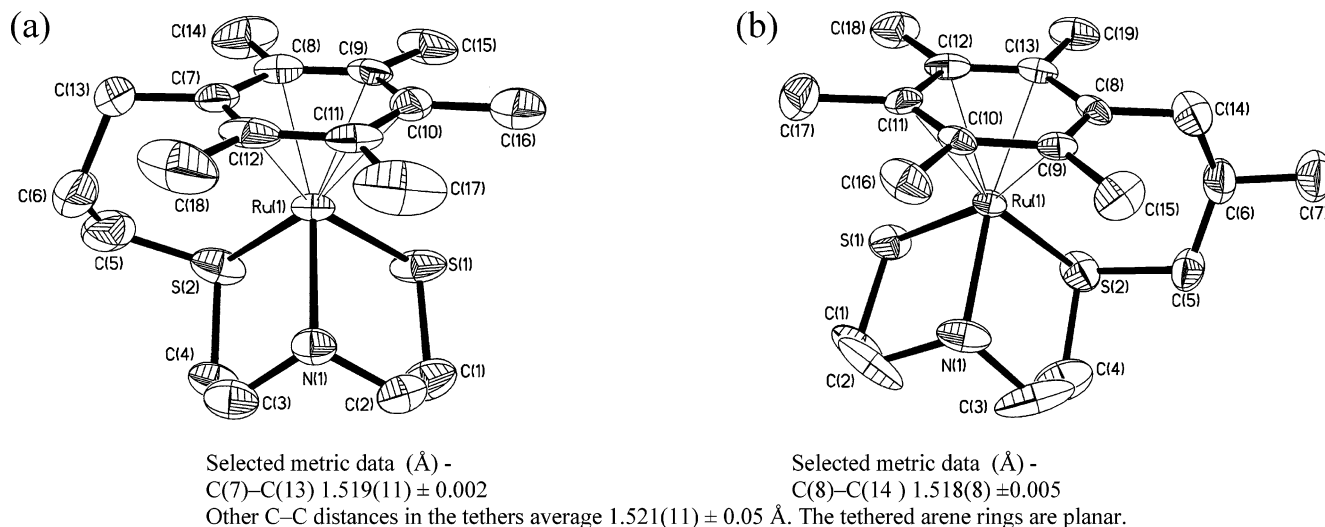 (a)
C(14)
C(8)
C(9)
C(15)
C(7)
C(13)
C(11)
C(10)
C(16)
C(12)
C(17)
C(18)
C(6)
Ru(1)
C(5)
S(2)
S(1)
C(4)
N(1)
C(1)
C(3)
C(2)
(b)
C(18)
C(12)
C(13)
C(19)
C(8)
C(14)
C(17)
C(11)
C(10)
C(9)
C(16)
C(15)
C(6)
C(7)
Ru(1)
S(1)
S(2)
C(5)
C(1)
C(2)
N(1)
C(4)
C(3)
Selected metric data (Å) -
C(7)–C(13) 1.519(11) ± 0.002
Selected metric data (Å) -
C(8)–C(14 ) 1.518(8) ±0.005
Other C–C distances in the tethers average 1.521(11) ± 0.05 Å. The tethered arene rings are planar.